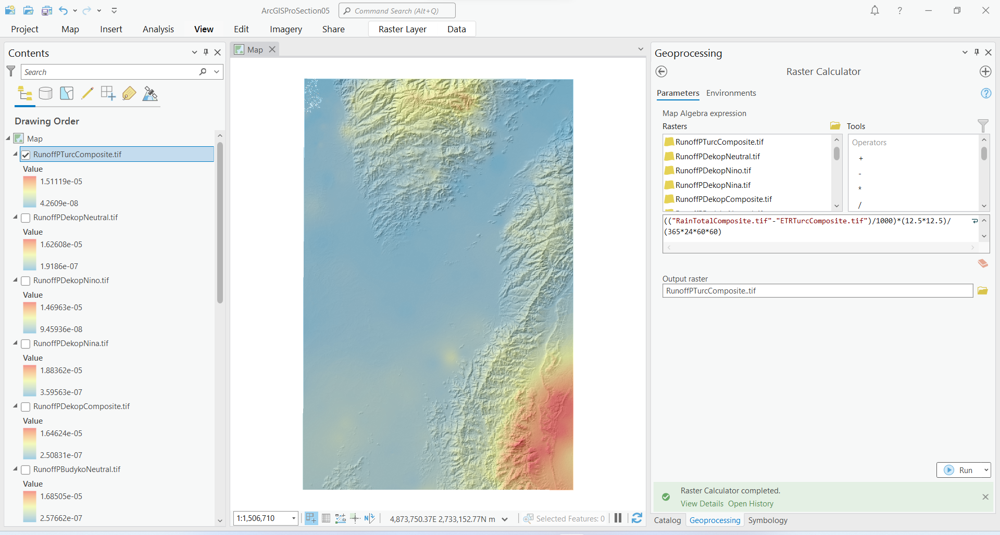 ArcGISProSection05
Command Search (Alt+Q)
?
Project
Map
Insert
Analysis
View
Edit
Imagery
Share
Raster Layer
Data
Contents
Search
Drawing Order
Map
RunoffPTurcComposite.tif
Value
1.51119e-05
4.2609e-08
RunoffPDekopNeutral.tif
Value
1.62608e-05
1.9186e-07
RunoffPDekopNino.tif
Value
1.46963e-05
9.45936e-08
RunoffPDekopNina.tif
Value
1.88362e-05
3.59563e-07
RunoffPDekopComposite.tif
Value
1.64624e-05
2.50831e-07
RunoffPBudykoNeutral.tif
Value
1.68505e-05
2.57662e-07
Map
1:1,506,710
4,873,750.37E 2,733,152.77N m
Selected Features: 0
Geoprocessing
Raster Calculator
Parameters
Environments
?
Map Algebra expression
Rasters
Tools
RunoffPTurcComposite.tif
RunoffPDekopNeutral.tif
RunoffPDekopNino.tif
RunoffPDekopNina.tif
RunoffPDekopComposite.tif
Operators
+
-
*
/
(("RainTotalComposite.tif"-"ETRTurcComposite.tif")/1000)*(12.5*12.5)/
(365*24*60*60)
Output raster
RunoffPTurcComposite..tif
Run
Raster Calculator completed.
View Details Open History
Catalog
Geoprocessing
Symbology